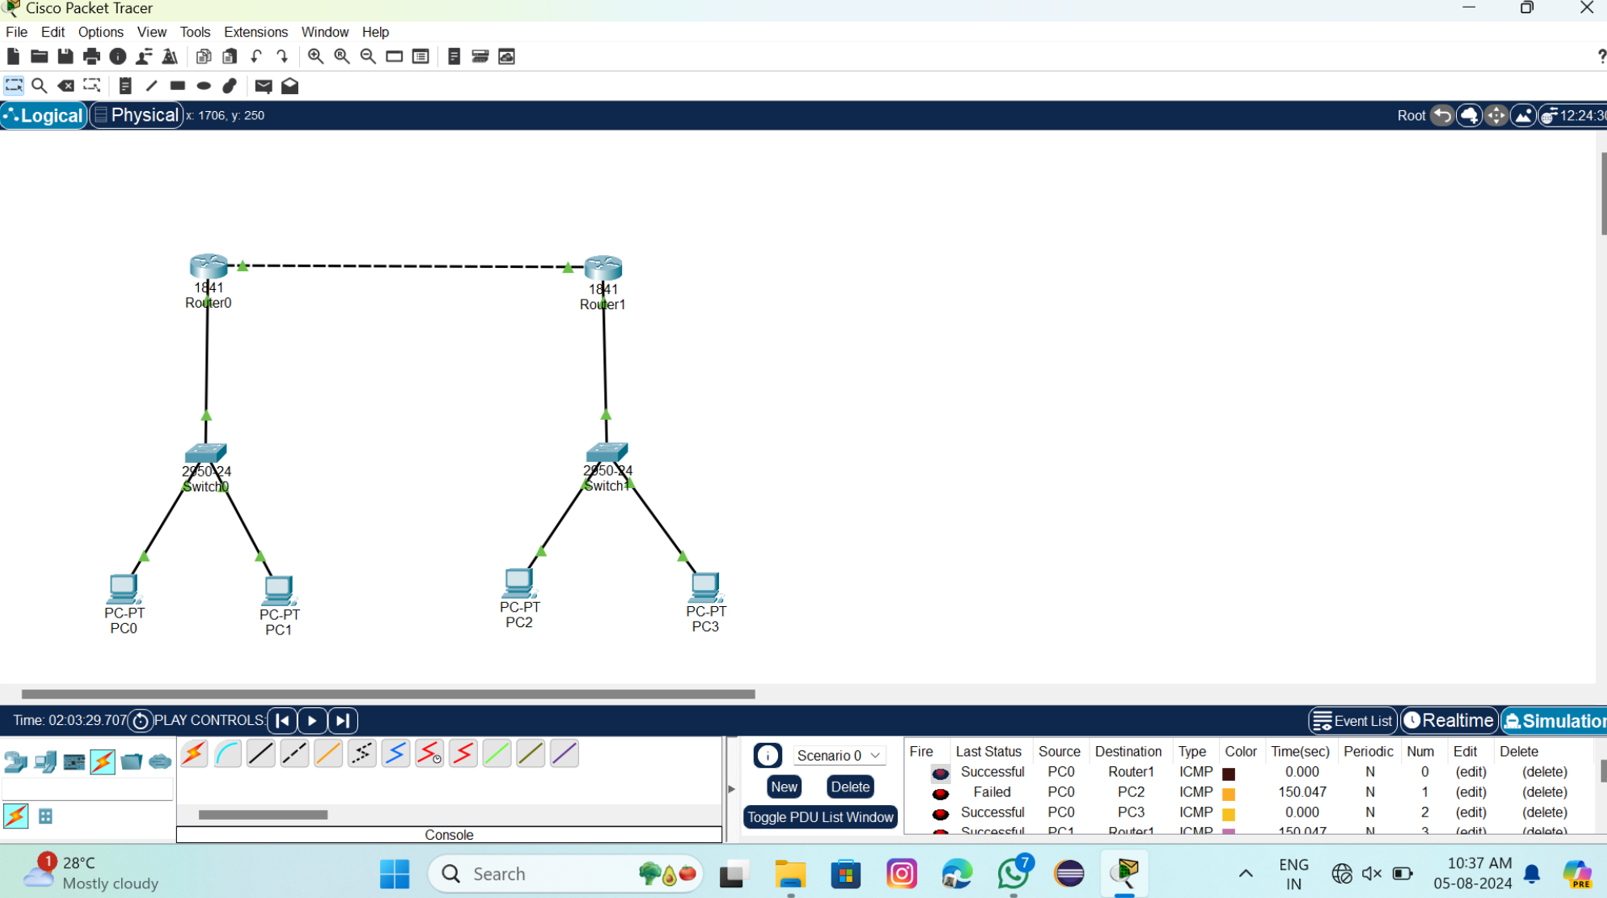 Cisco Packet Tracer
File Edit Options View Tools Extensions Window Help
?
Logical Physical x: 1706, y: 250 Root 12:24:30
1841
Router0
1841
Router1
2950-24
Switch0
2950-24
Switch1
PC-PT
PC0
PC-PT
PC1
PC-PT
PC2
PC-PT
PC3
Time: 02:03:29.707 PLAY CONTROLS: Event List Realtime Simulation
Scenario 0
New Delete
Toggle PDU List Window
Fire Last Status Source Destination Type Color Time(sec) Periodic Num Edit Delete
Successful PC0 Router1 ICMP 0.000 N 0 (edit) (delete)
Failed PC0 PC2 ICMP 150.047 N 1 (edit) (delete)
Successful PC0 PC3 ICMP 0.000 N 2 (edit) (delete)
Successful PC1 Router1 ICMP 150.047 N 3 (edit) (delete)
Console
1 28°C
Mostly cloudy
Search
7
ENG
IN
10:37 AM
05-08-2024
PRE